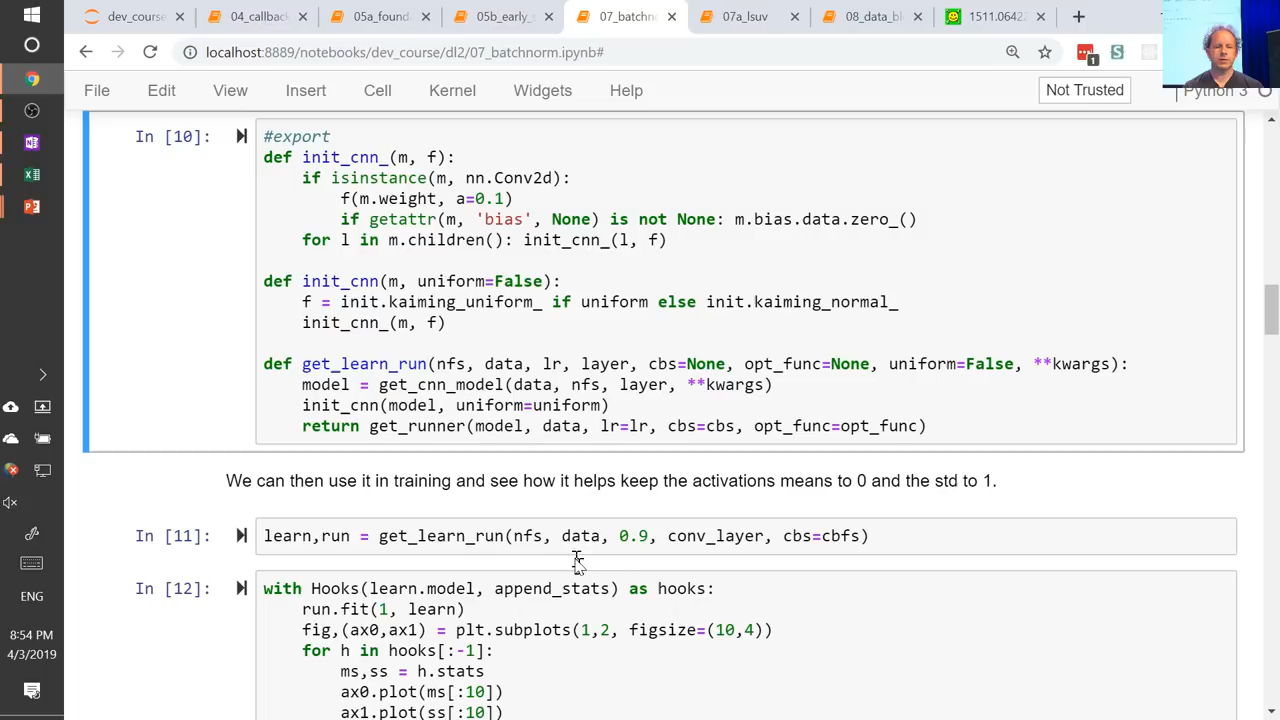 dev_course
04_callback
05a_found
05b_early_s
07_batchn
07a_lsuv
08_data_bl
1511.0642
localhost:8889/notebooks/dev_course/dl2/07_batchnorm.ipynb#
1
S
File Edit View Insert Cell Kernel Widgets Help
Not Trusted
Python 3
In [10]:
#export
def init_cnn_(m, f):
if isinstance(m, nn.Conv2d):
f(m.weight, a=0.1)
if getattr(m, 'bias', None) is not None: m.bias.data.zero_()
for l in m.children(): init_cnn_(l, f)
def init_cnn(m, uniform=False):
f = init.kaiming_uniform_ if uniform else init.kaiming_normal_
init_cnn_(m, f)
def get_learn_run(nfs, data, lr, layer, cbs=None, opt_func=None, uniform=False, **kwargs):
model = get_cnn_model(data, nfs, layer, **kwargs)
init_cnn(model, uniform=uniform)
return get_runner(model, data, lr=lr, cbs=cbs, opt_func=opt_func)
We can then use it in training and see how it helps keep the activations means to 0 and the std to 1.
In [11]:
learn,run = get_learn_run(nfs, data, 0.9, conv_layer, cbs=cbfs)
In [12]:
with Hooks(learn.model, append_stats) as hooks:
run.fit(1, learn)
fig,(ax0,ax1) = plt.subplots(1,2, figsize=(10,4))
for h in hooks[:-1]:
ms,ss = h.stats
ax0.plot(ms[:10])
ax1.plot(ss[:10])
ENG
8:54 PM
4/3/2019